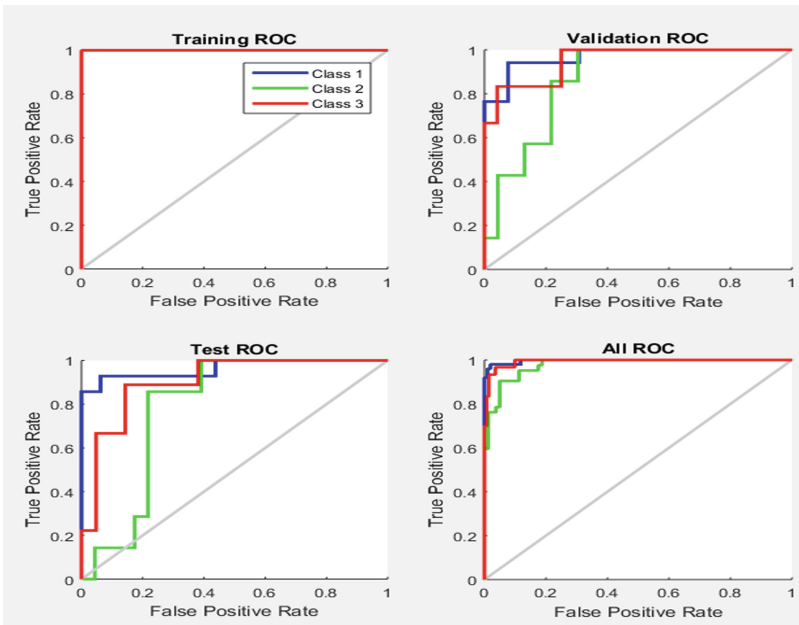 Training ROC
1
0.8
0.6
0.4
0.2
0
True Positive Rate
Class 1
Class 2
Class 3
0 0.2 0.4 0.6 0.8 1
False Positive Rate
Validation ROC
1
0.8
0.6
0.4
0.2
0
True Positive Rate
0 0.2 0.4 0.6 0.8 1
False Positive Rate
Test ROC
1
0.8
0.6
0.4
0.2
0
True Positive Rate
0 0.2 0.4 0.6 0.8 1
False Positive Rate
All ROC
1
0.8
0.6
0.4
0.2
0
True Positive Rate
0 0.2 0.4 0.6 0.8 1
False Positive Rate